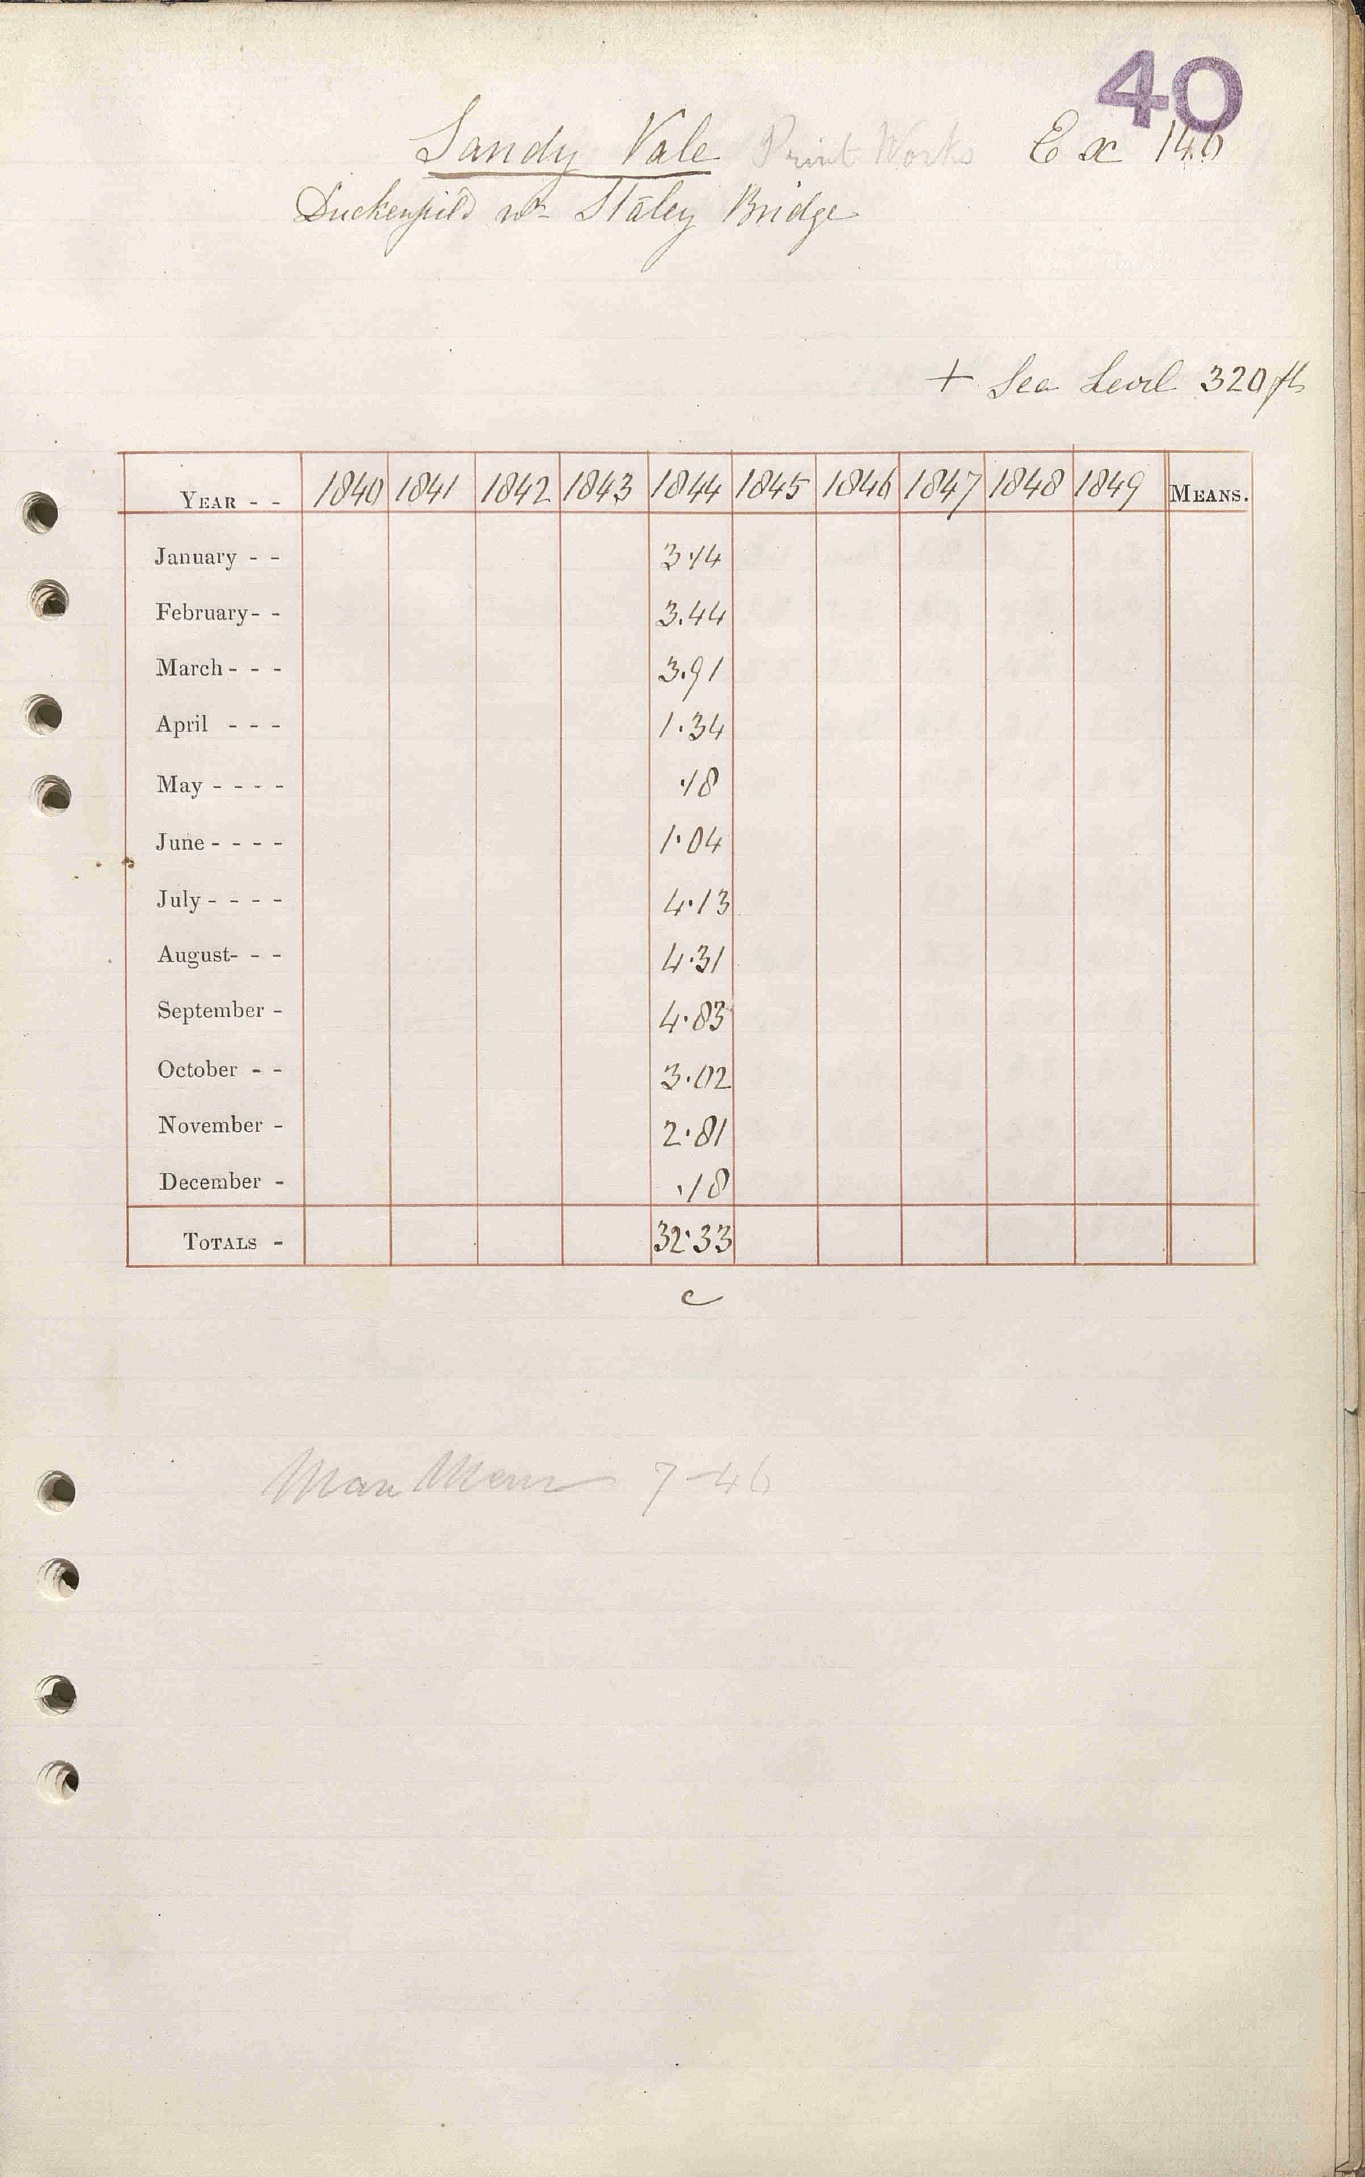 40
Sandy Vale Print Works Ex 146
Duckenfield nr Staley Bridge
+ Sea Level 320 ft
YEAR - - 1840 1841 1842 1843 1844 1845 1846 1847 1848 1849 MEANS.
January - - 3.14
February - - 3.44
March - - - 3.91
April - - - 1.34
May - - - - .18
June - - - - 1.04
July - - - - 4.13
August- - - 4.31
September - 4.83
October - - 3.02
November - 2.81
December - .18
TOTALS - 32.33
c
Man Mem 7-46